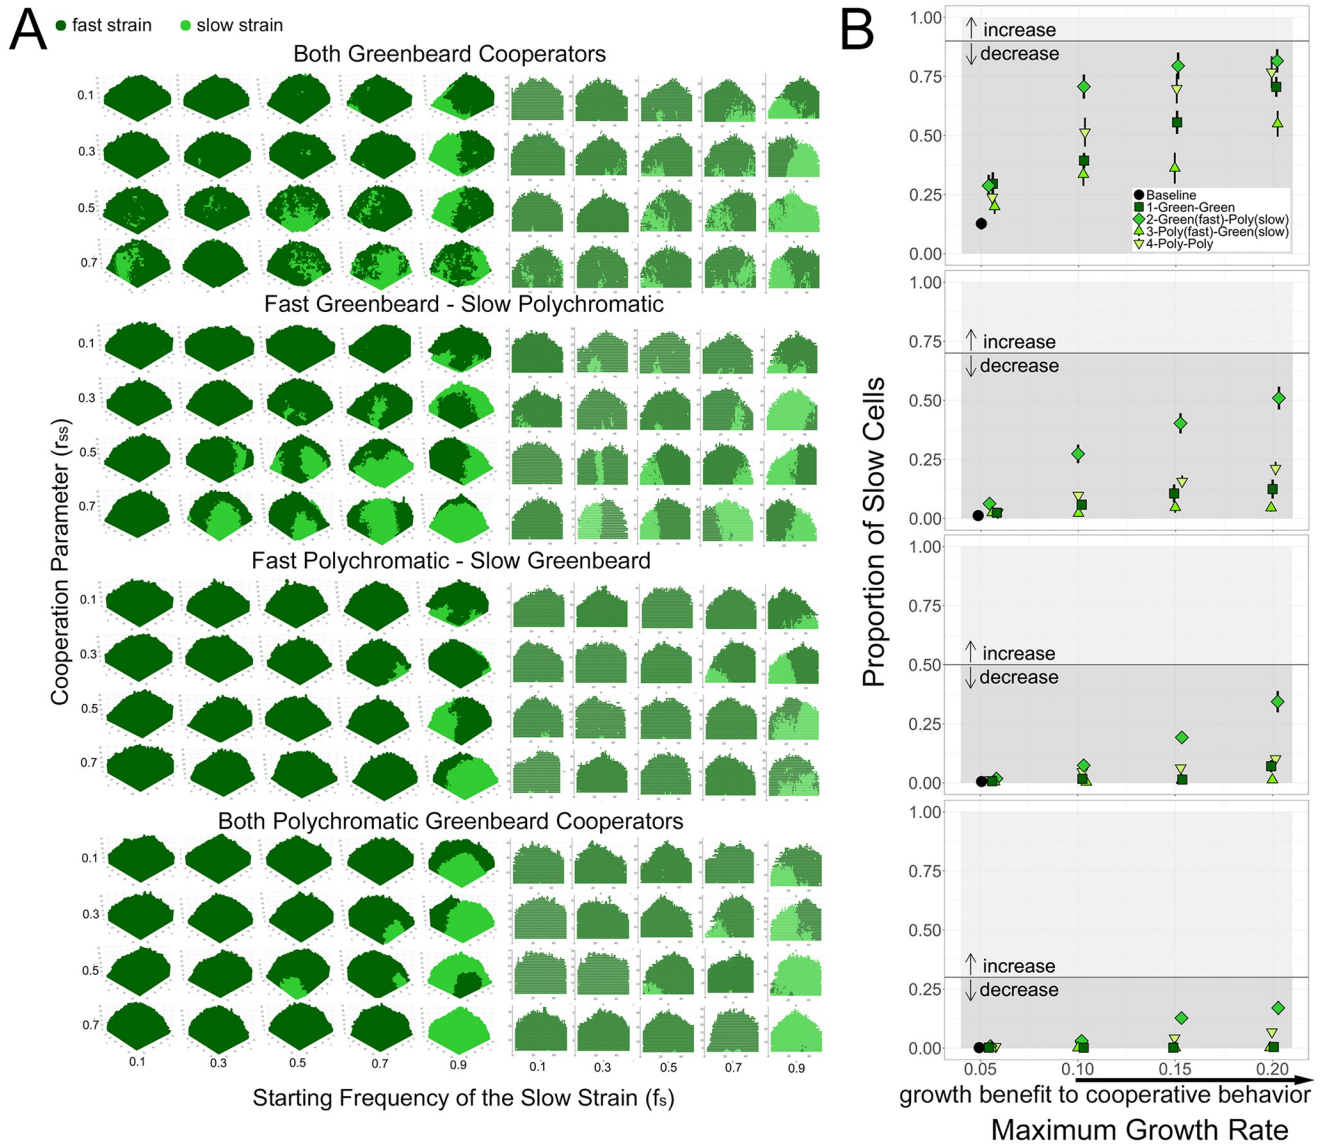 A
fast strain
slow strain
Both Greenbeard Cooperators
0.1
0.3
0.5
0.7
Fast Greenbeard - Slow Polychromatic
0.1
0.3
0.5
0.7
Fast Polychromatic - Slow Greenbeard
0.1
0.3
0.5
0.7
Both Polychromatic Greenbeard Cooperators
0.1
0.3
0.5
0.7
0.1 0.3 0.5 0.7 0.9 0.1 0.3 0.5 0.7 0.9
Cooperation Parameter (rss)
Starting Frequency of the Slow Strain (fs)
B
Proportion of Slow Cells
1.00
↑ increase
↓ decrease
0.75
0.50
0.25
0.00
Baseline
1-Green-Green
2-Green(fast)-Poly(slow)
3-Poly(fast)-Green(slow)
4-Poly-Poly
1.00
0.75
↑ increase
↓ decrease
0.50
0.25
0.00
1.00
0.75
↑ increase
0.50
↓ decrease
0.25
0.00
1.00
0.75
0.50
↑ increase
↓ decrease
0.25
0.00
0.05 0.10 0.15 0.20
growth benefit to cooperative behavior
Maximum Growth Rate